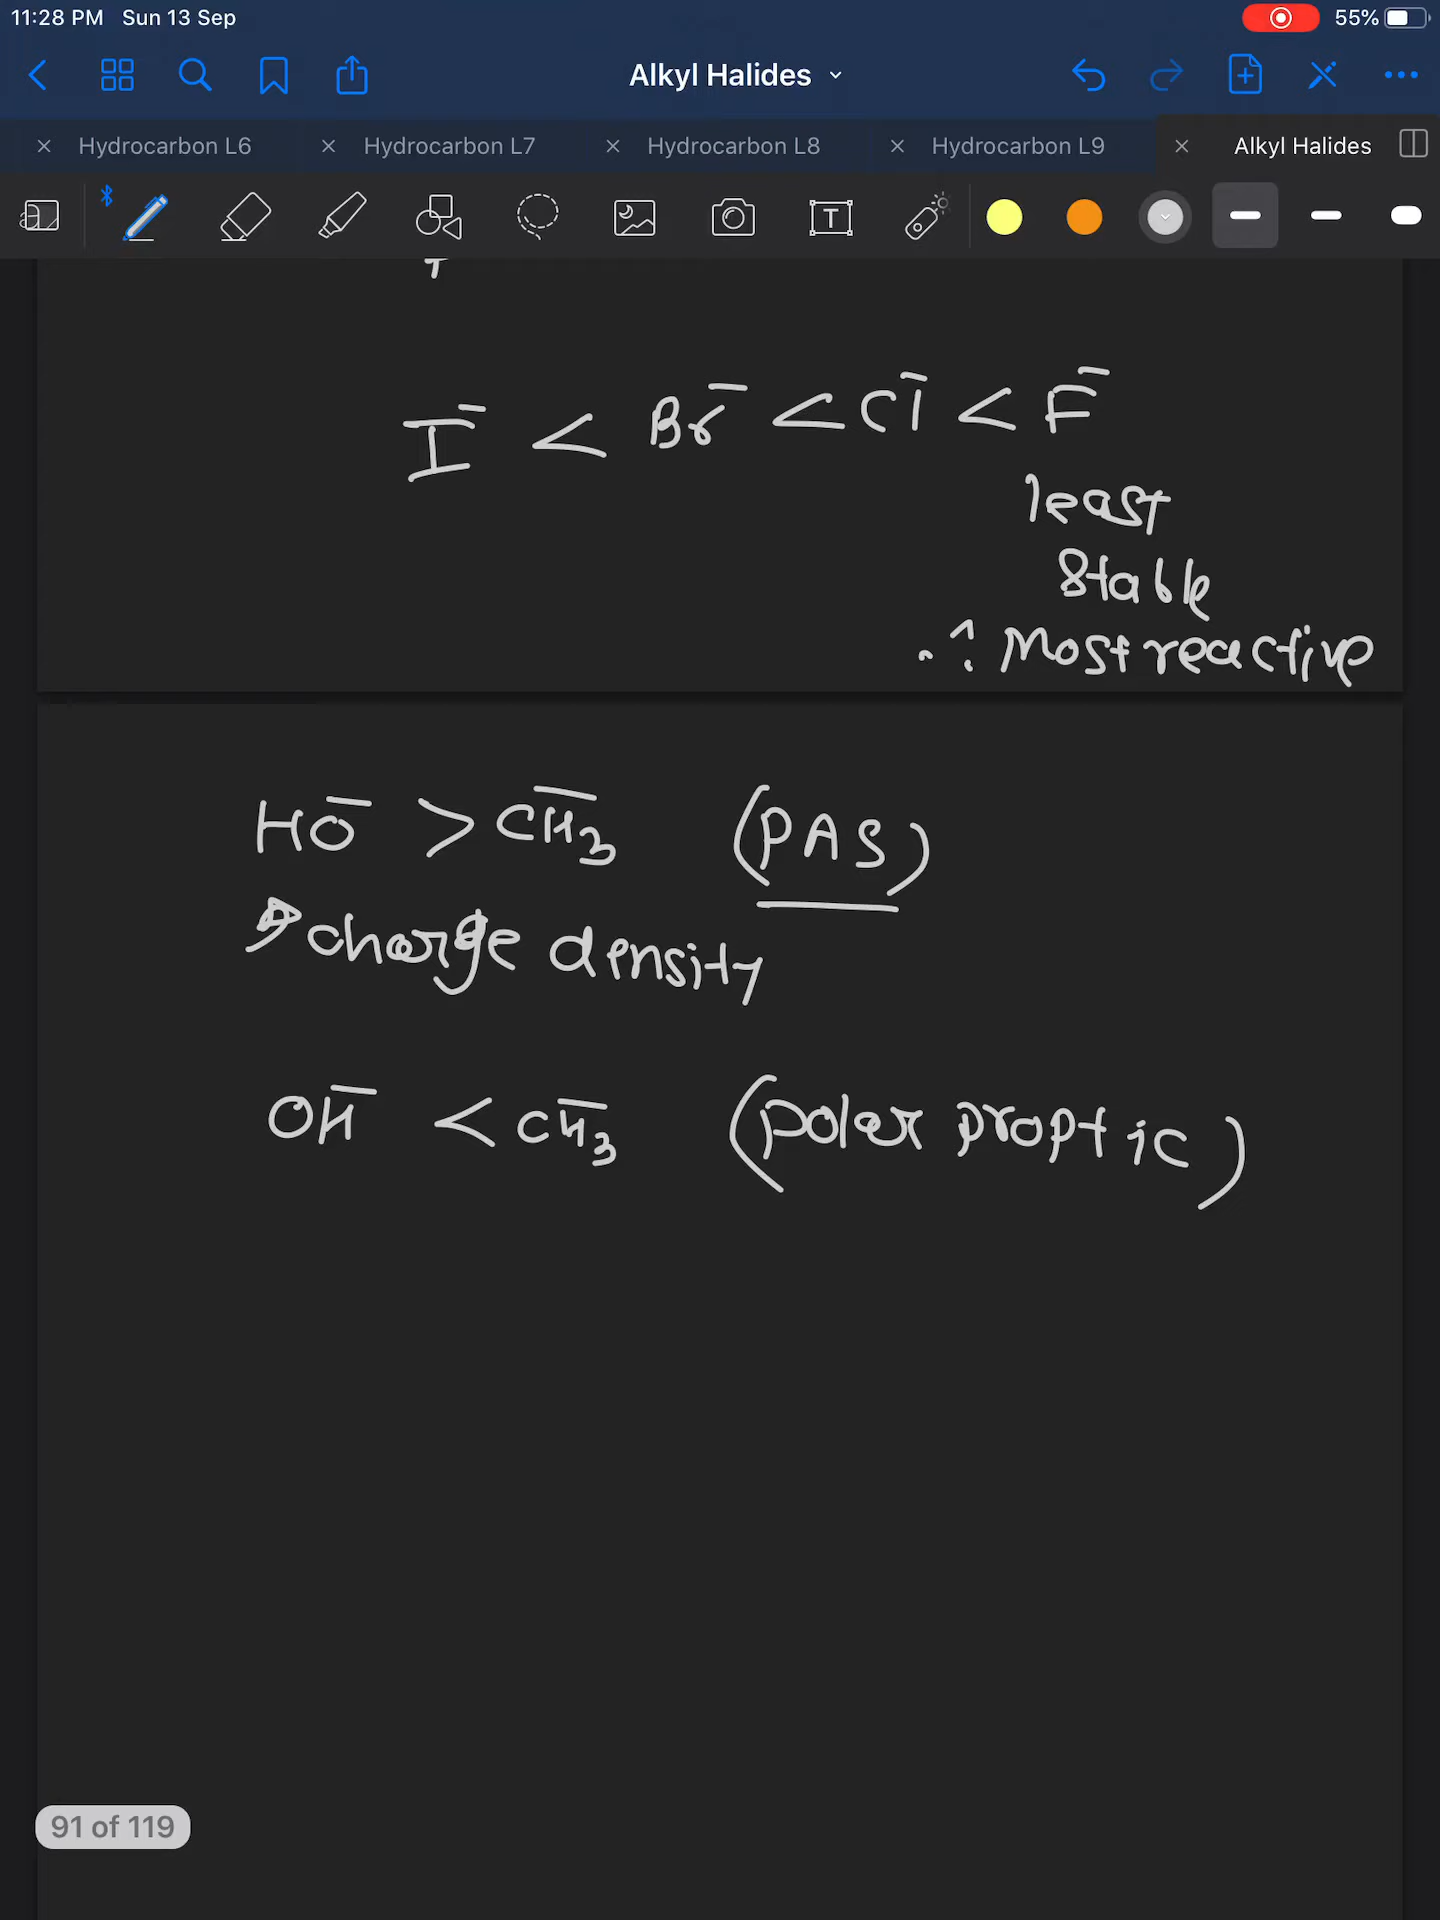 11:28 PM Sun 13 Sep 55%
Alkyl Halides
Hydrocarbon L6 Hydrocarbon L7 Hydrocarbon L8 Hydrocarbon L9 Alkyl Halides
I⁻ < Br⁻ < Cl⁻ < F⁻
least
stable
∴ Most reactive
HO⁻ > CH₃⁻ (PAS)
charge density
OH⁻ < CH₃⁻ (polar proptic)
91 of 119